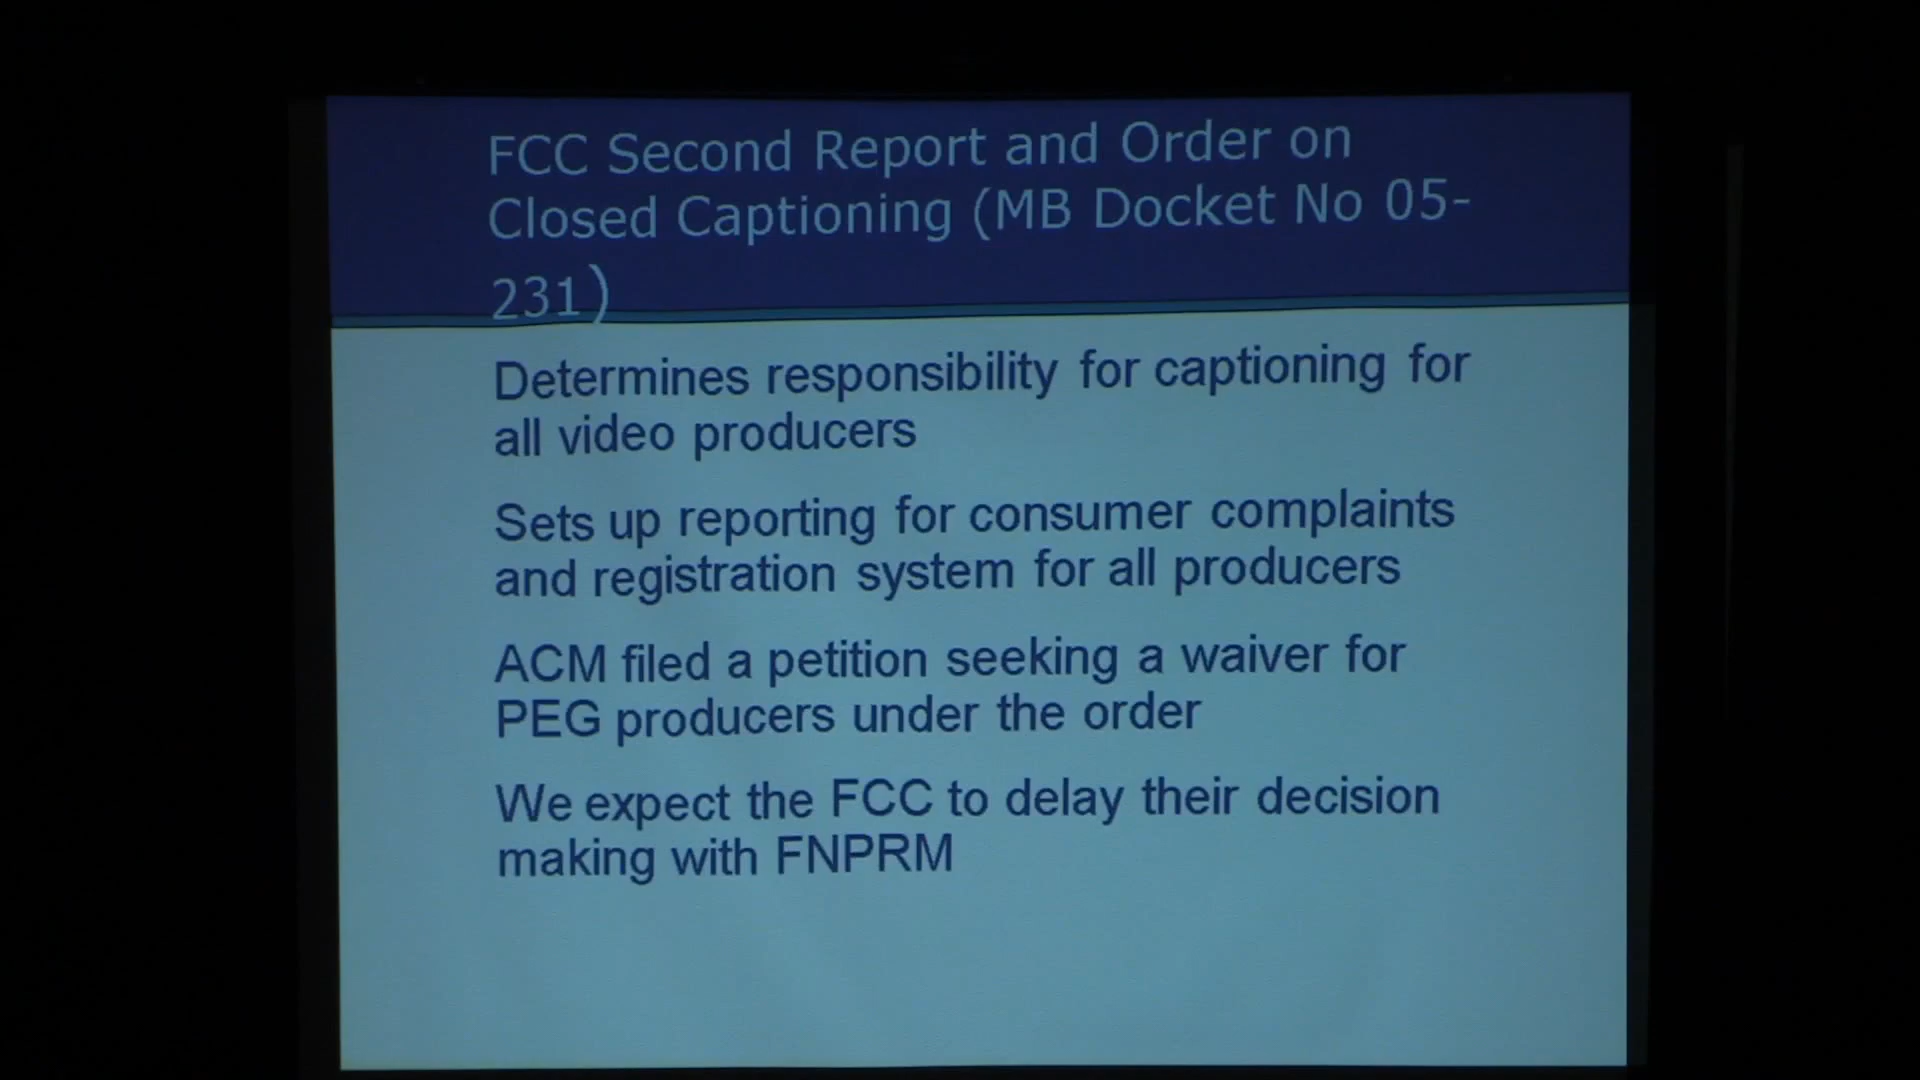 FCC Second Report and Order on
Closed Captioning (MB Docket No 05-
231)
Determines responsibility for captioning for
all video producers
Sets up reporting for consumer complaints
and registration system for all producers
ACM filed a petition seeking a waiver for
PEG producers under the order
We expect the FCC to delay their decision
making with FNPRM